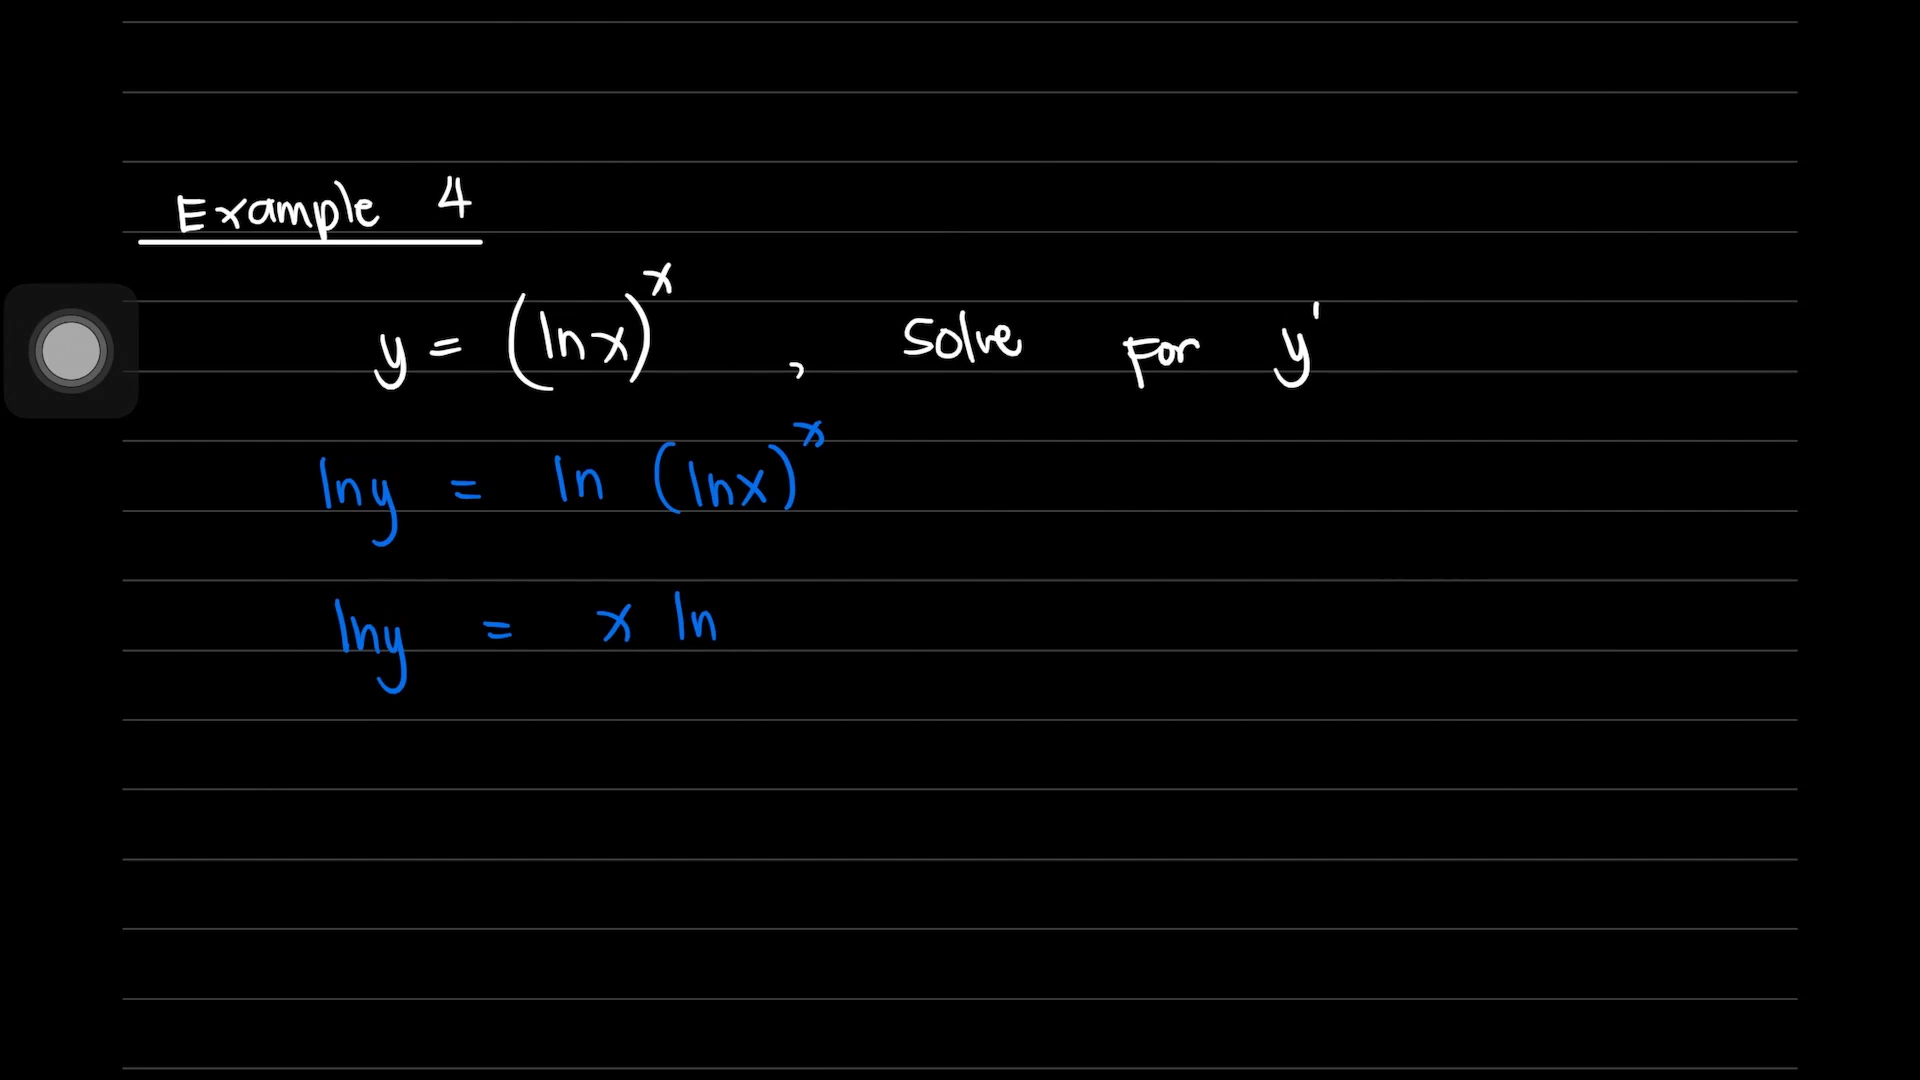 Example 4
y = (ln x)^x , Solve For y'
ln y = ln (ln x)^x
ln y = x ln